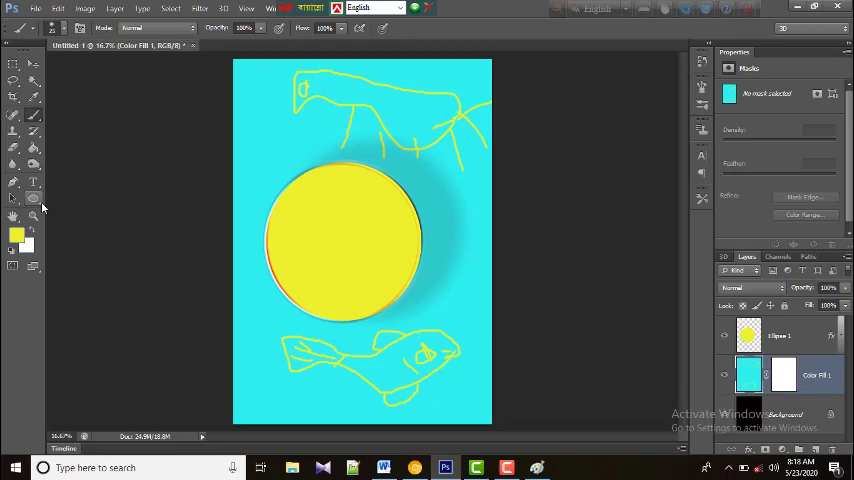 Ps File Edit Image Layer Type Select Filter 3D View English
25 Mode: Normal Opacity: 100% Flow: 100% 3D
Untitled 1 @ 16.7% (Color Fill 1, RGB/8) * ×
Properties
Masks
No mask selected
Density:
Feather:
Refine: Mask Edge...
Color Range...
3D Layers Channels Paths
Kind
Normal Opacity: 100%
Lock: Fill: 100%
Ellipse 1 fx
Color Fill 1
Background
Activate Windows
Go to Settings to activate Windows.
16.67% Doc: 24.9M/18.8M
Timeline
Type here to search
8:18 AM
5/23/2020